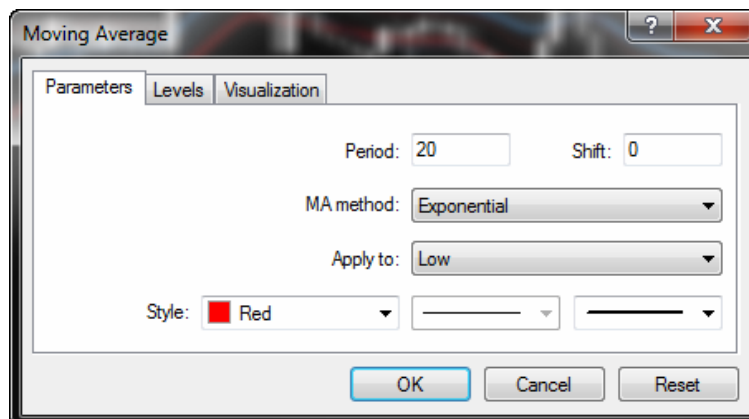 Moving Average
Parameters Levels Visualization
Period: 20 Shift: 0
MA method: Exponential
Apply to: Low
Style: Red
OK Cancel Reset